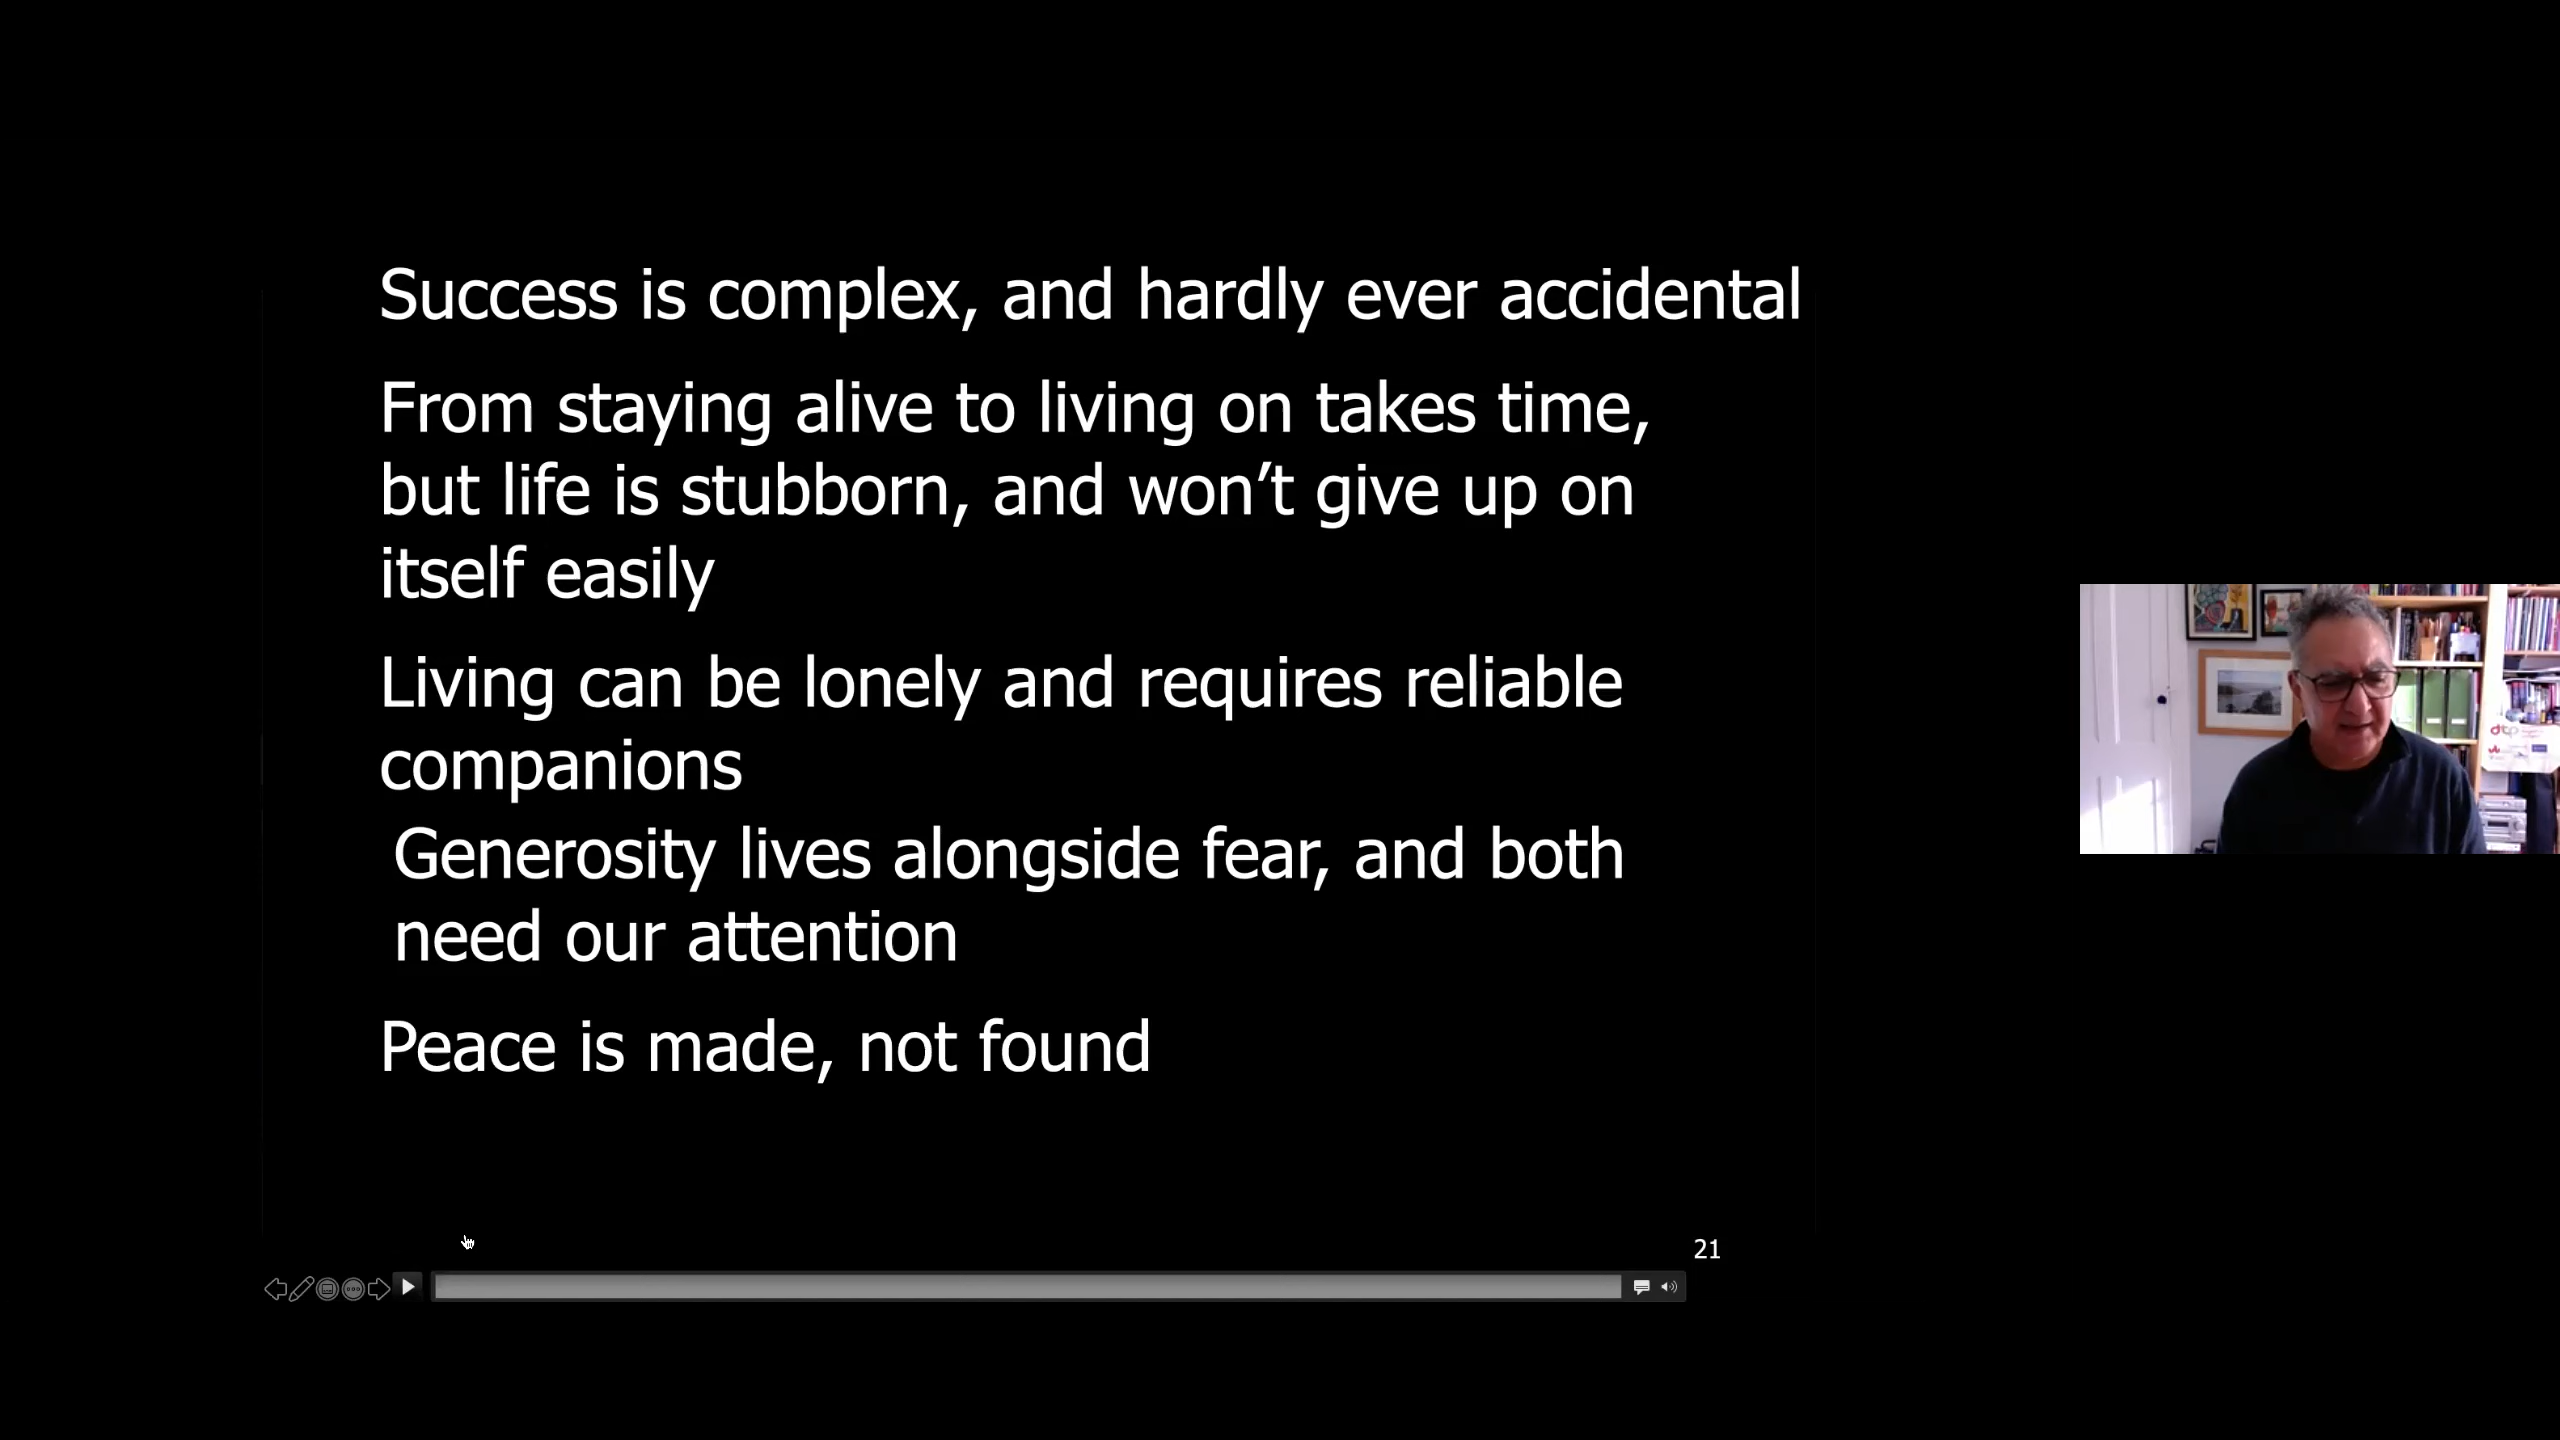 Success is complex, and hardly ever accidental
From staying alive to living on takes time,
but life is stubborn, and won’t give up on
itself easily
Living can be lonely and requires reliable
companions
Generosity lives alongside fear, and both
need our attention
Peace is made, not found
21
dtp